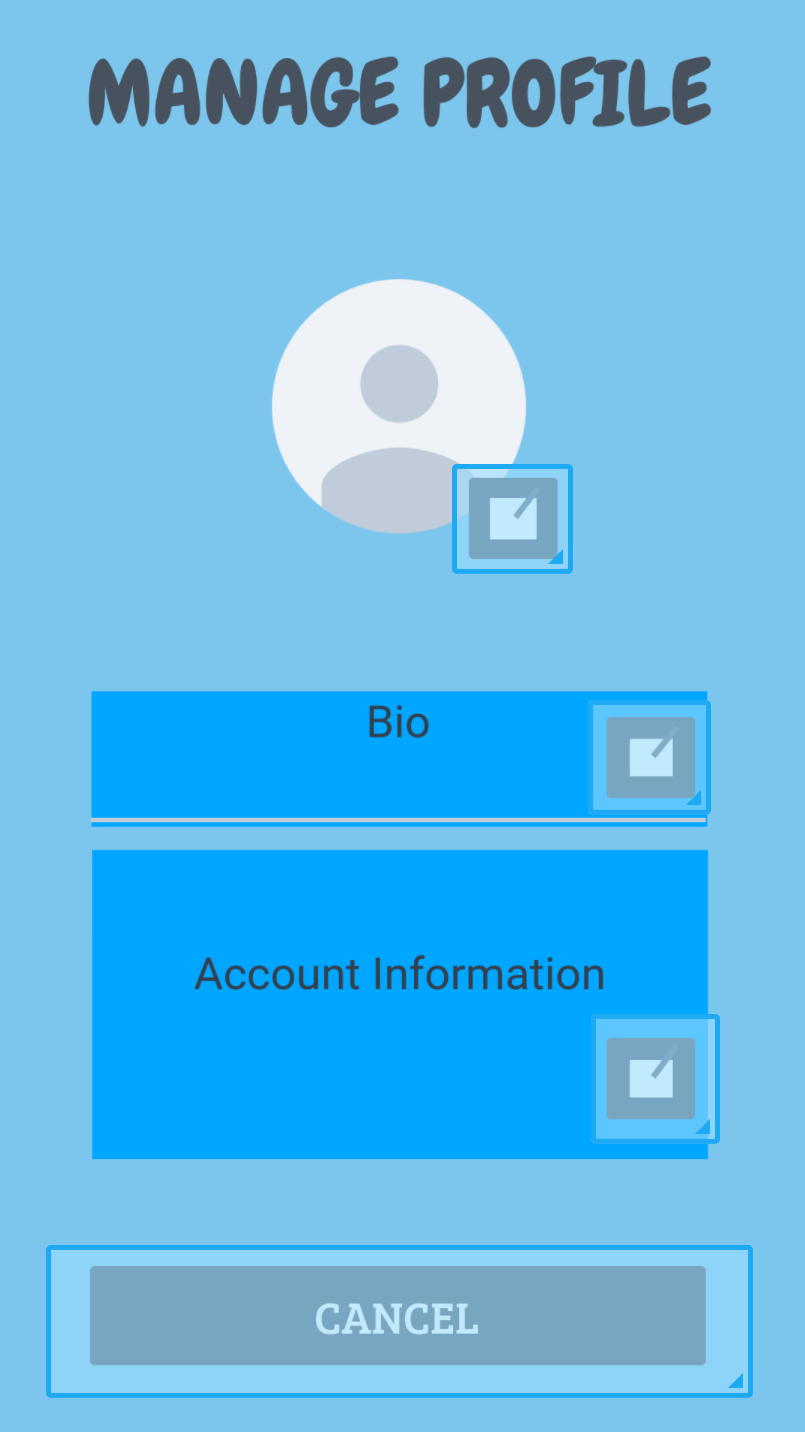 MANAGE PROFILE
Bio
Account Information
CANCEL